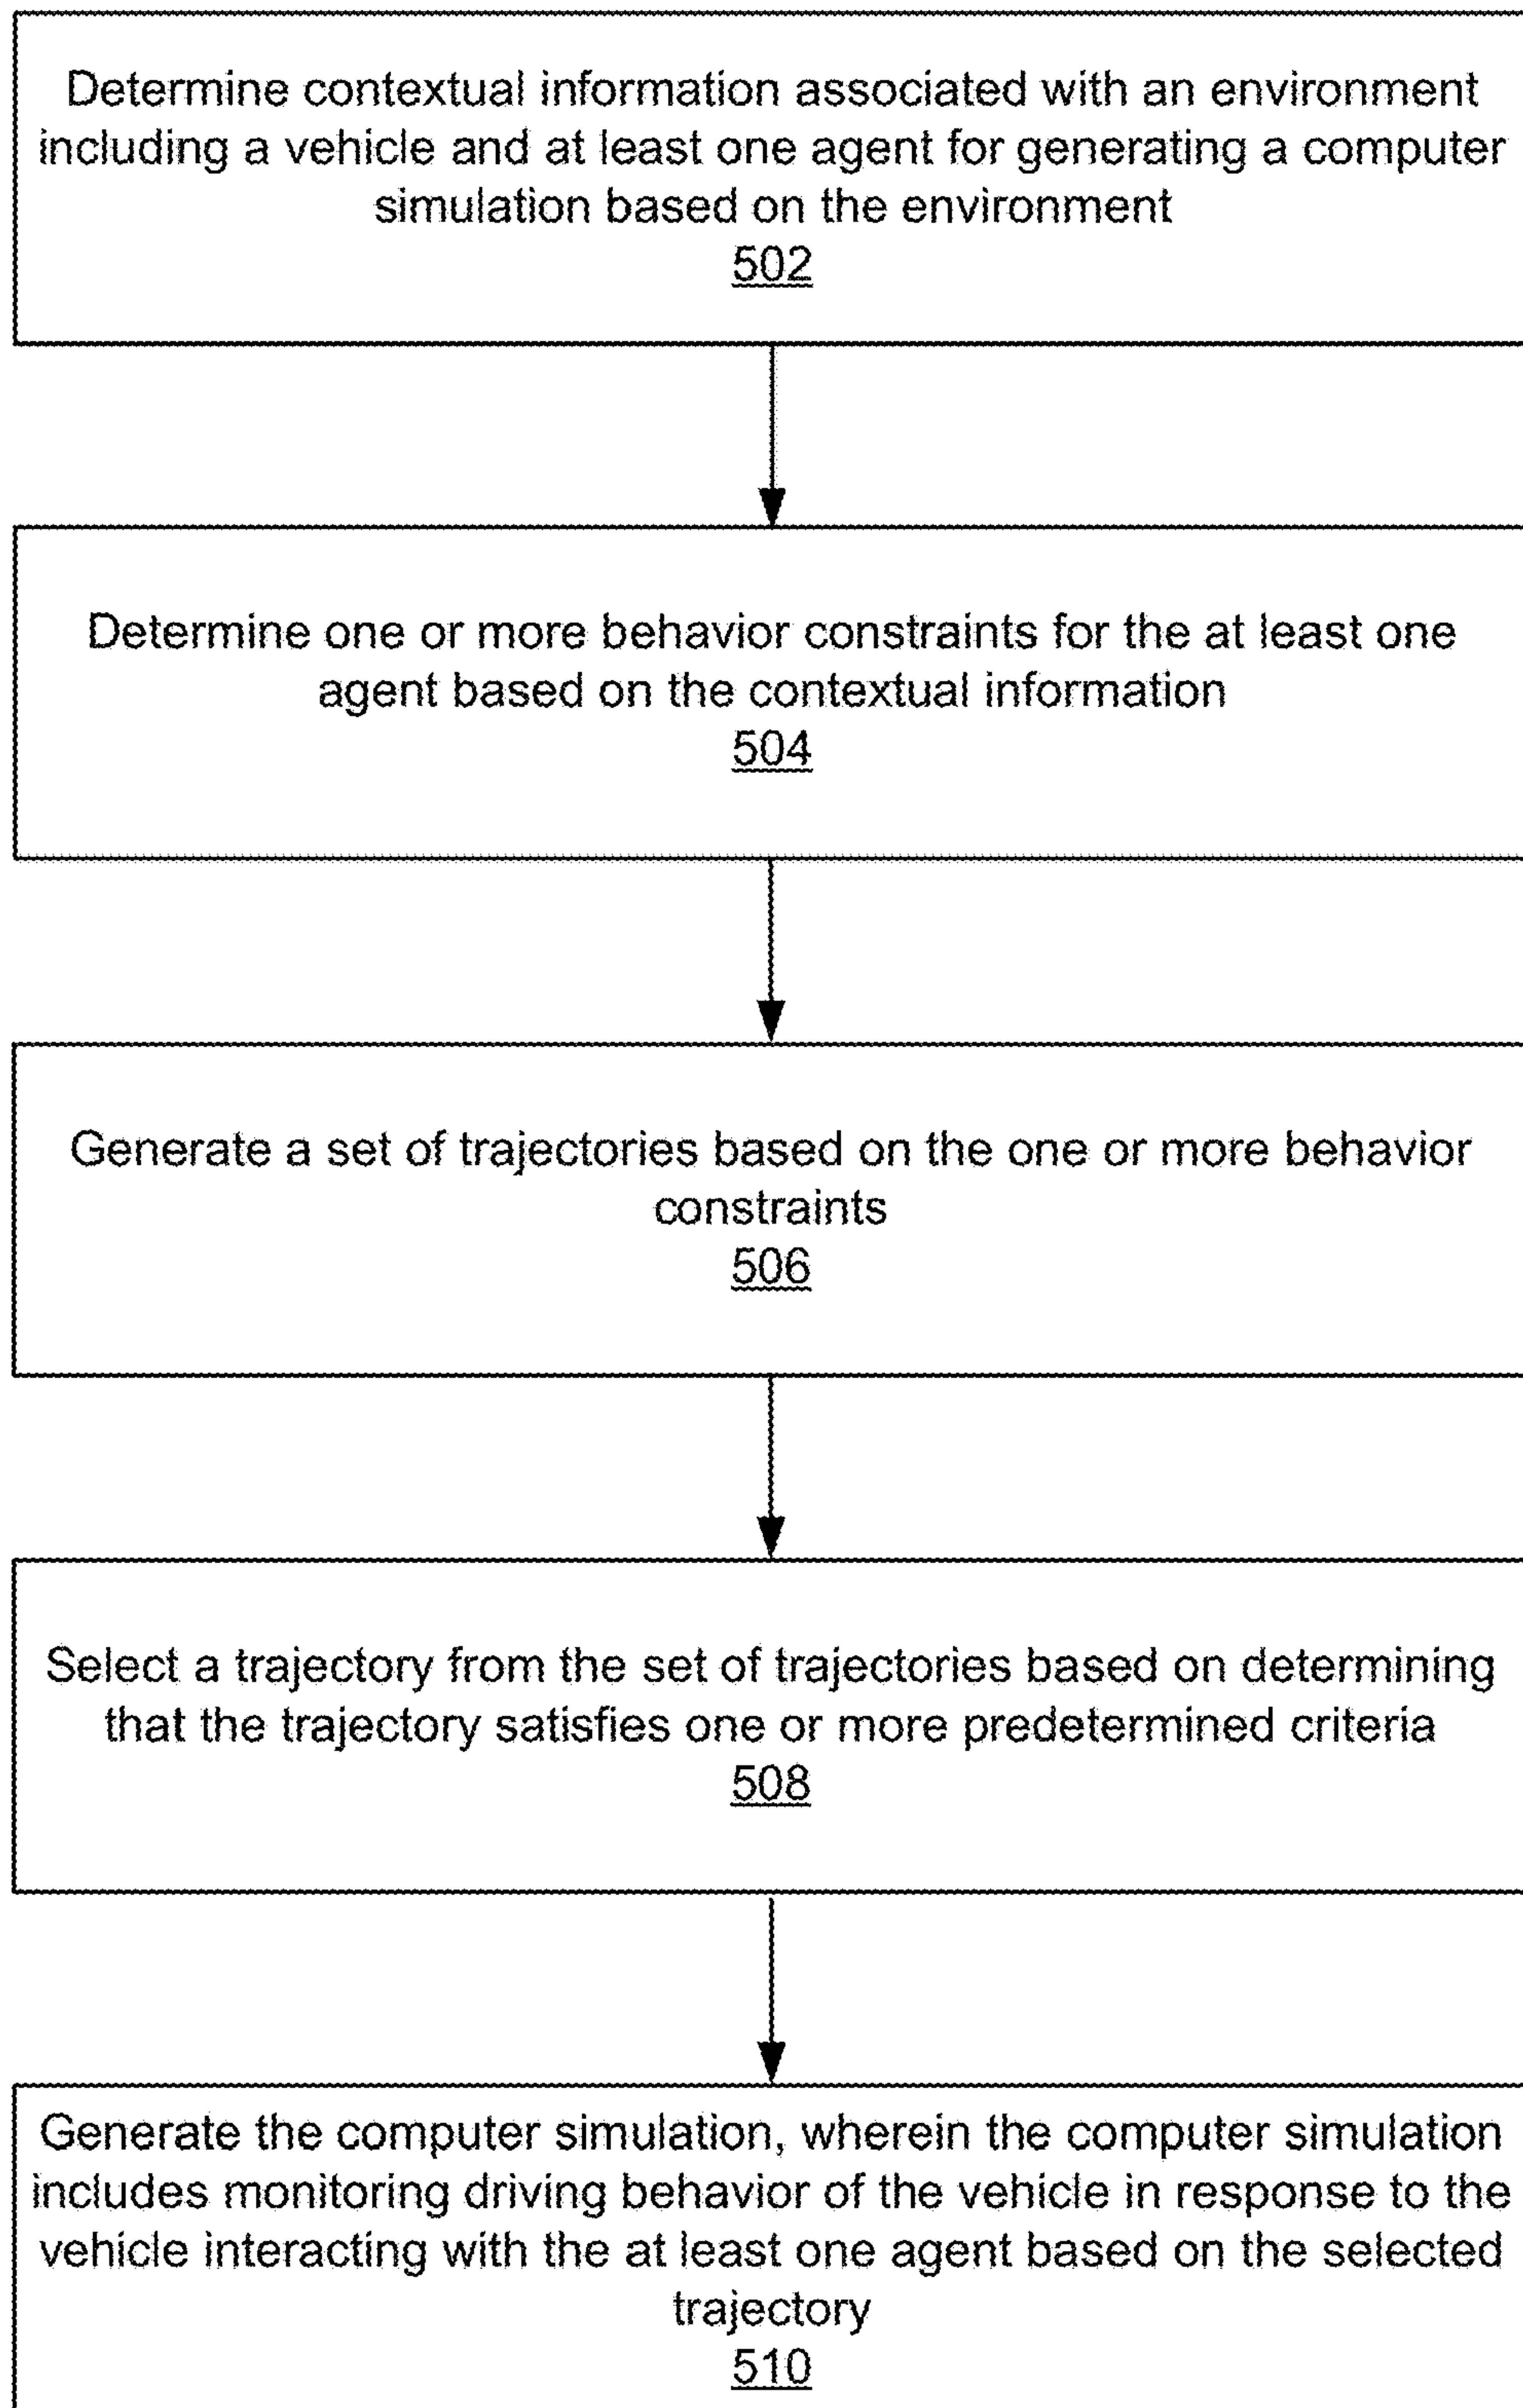 Determine contextual information associated with an environment
including a vehicle and at least one agent for generating a computer
simulation based on the environment
502
Determine one or more behavior constraints for the at least one
agent based on the contextual information
504
Generate a set of trajectories based on the one or more behavior
constraints
506
Select a trajectory from the set of trajectories based on determining
that the trajectory satisfies one or more predetermined criteria
508
Generate the computer simulation, wherein the computer simulation
includes monitoring driving behavior of the vehicle in response to the
vehicle interacting with the at least one agent based on the selected
trajectory
510